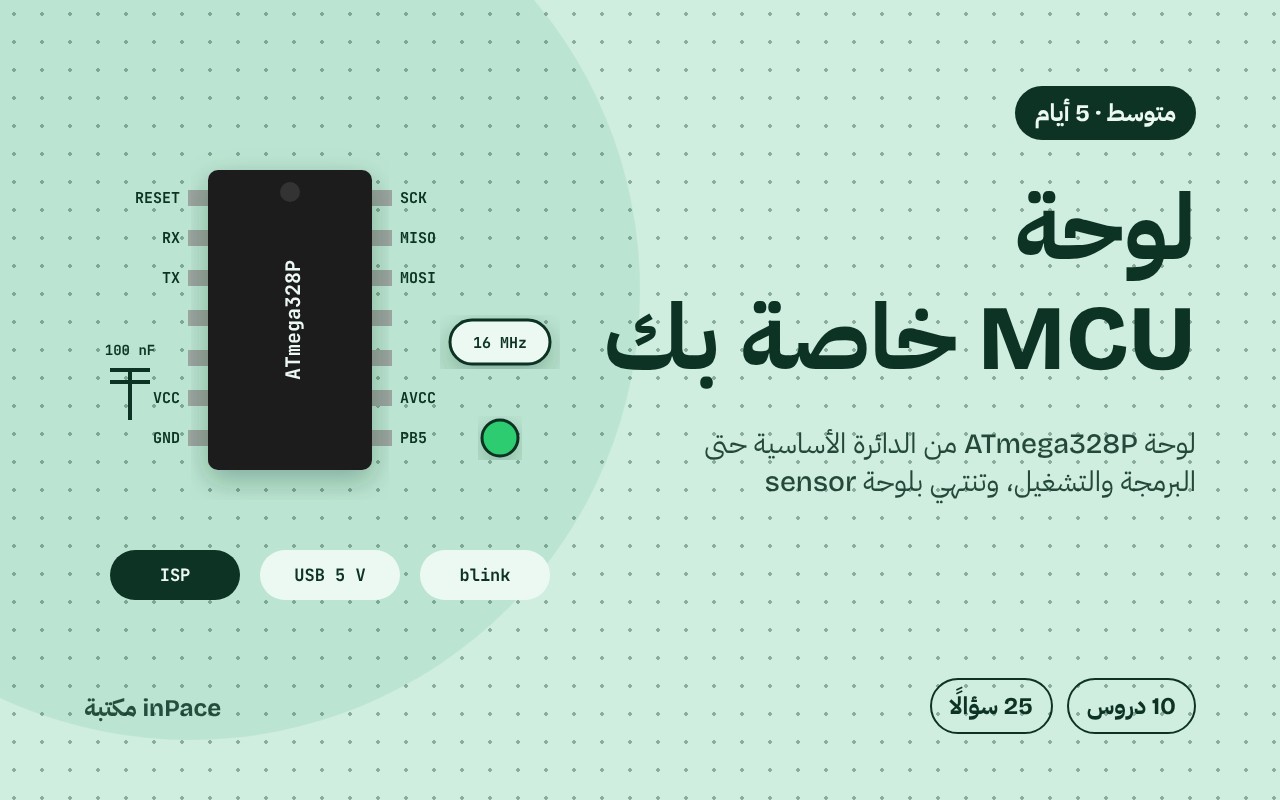 متوسط · 5 أيام
لوحة
MCU خاصة بك
لوحة ATmega328P من الدائرة الأساسية حتى
البرمجة والتشغيل، وتنتهي بلوحة sensor
RESET
RX
TX
100 nF
VCC
GND
ATmega328P
SCK
MISO
MOSI
16 MHz
AVCC
PB5
ISP
USB 5 V
blink
10 دروس
25 سؤالًا
مكتبة inPace